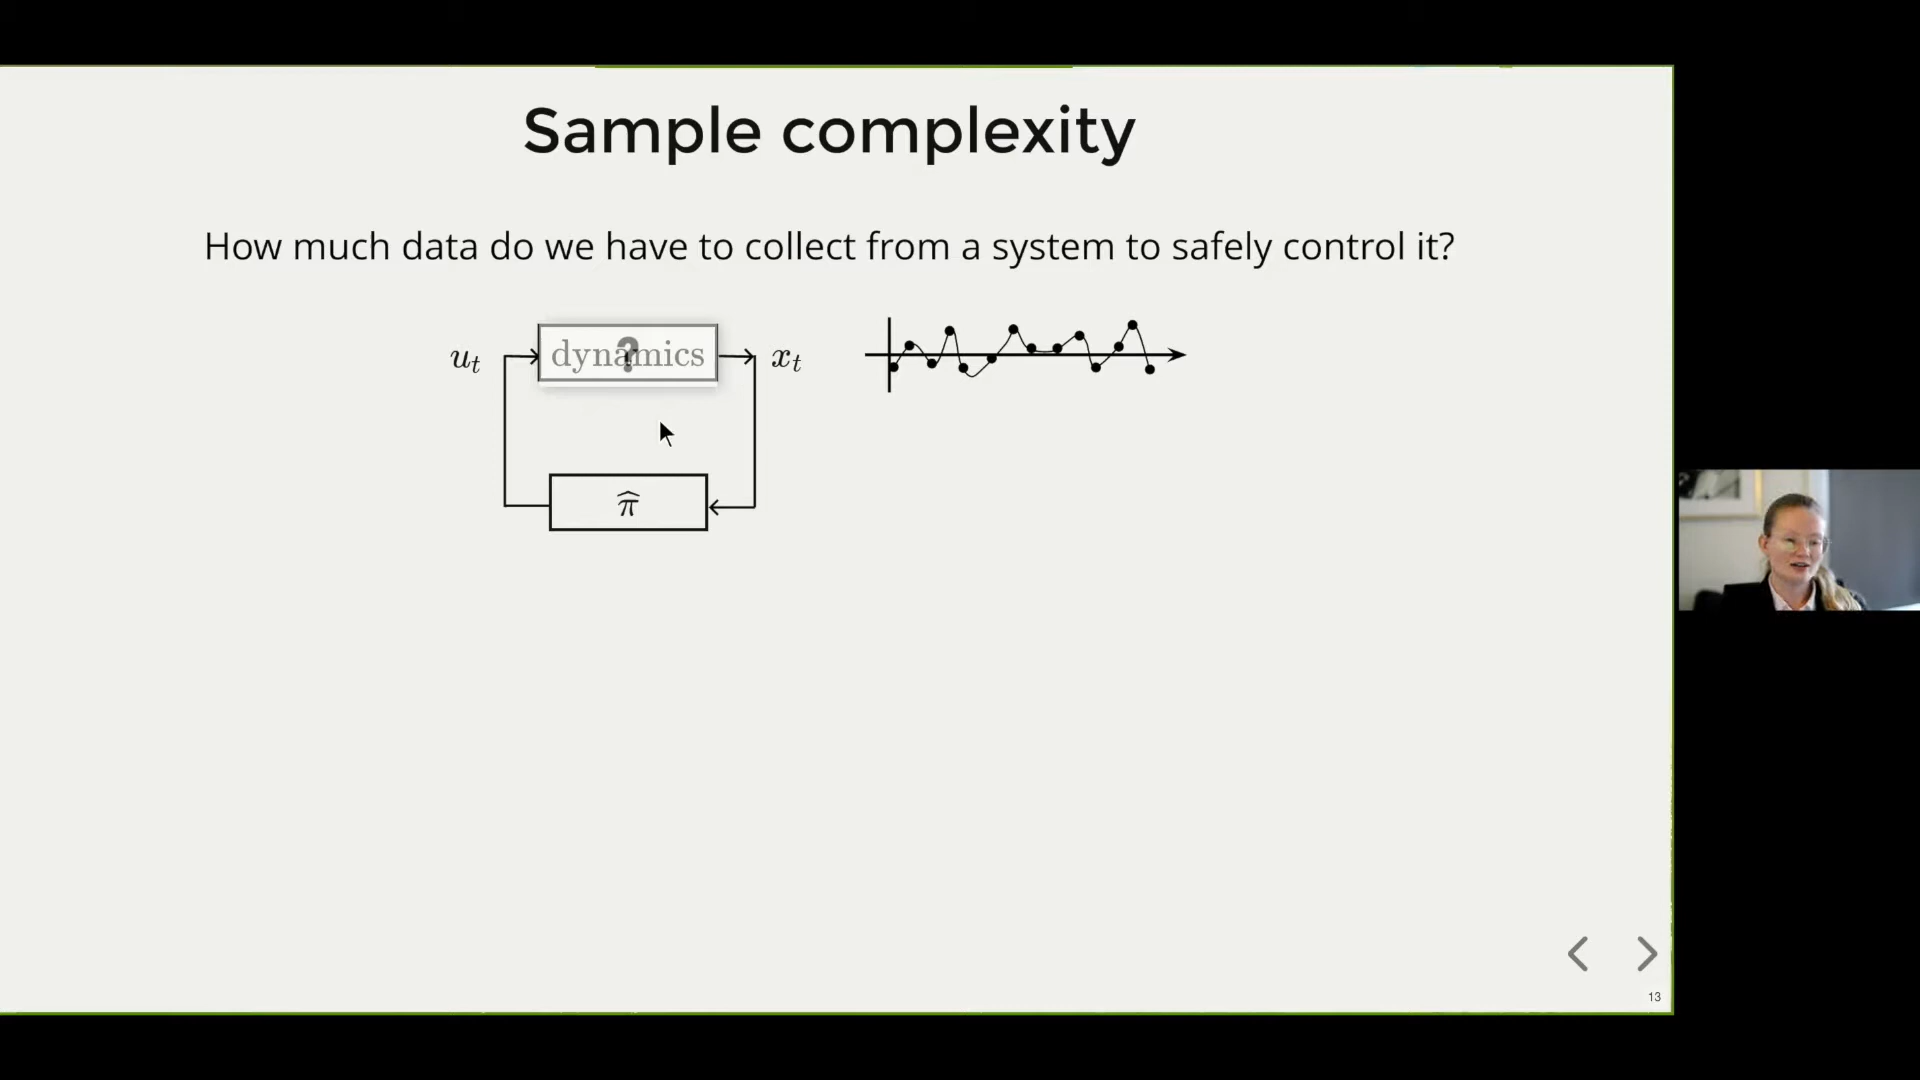 Sample complexity
How much data do we have to collect from a system to safely control it?
u_t dynamics ? x_t
π̂
13